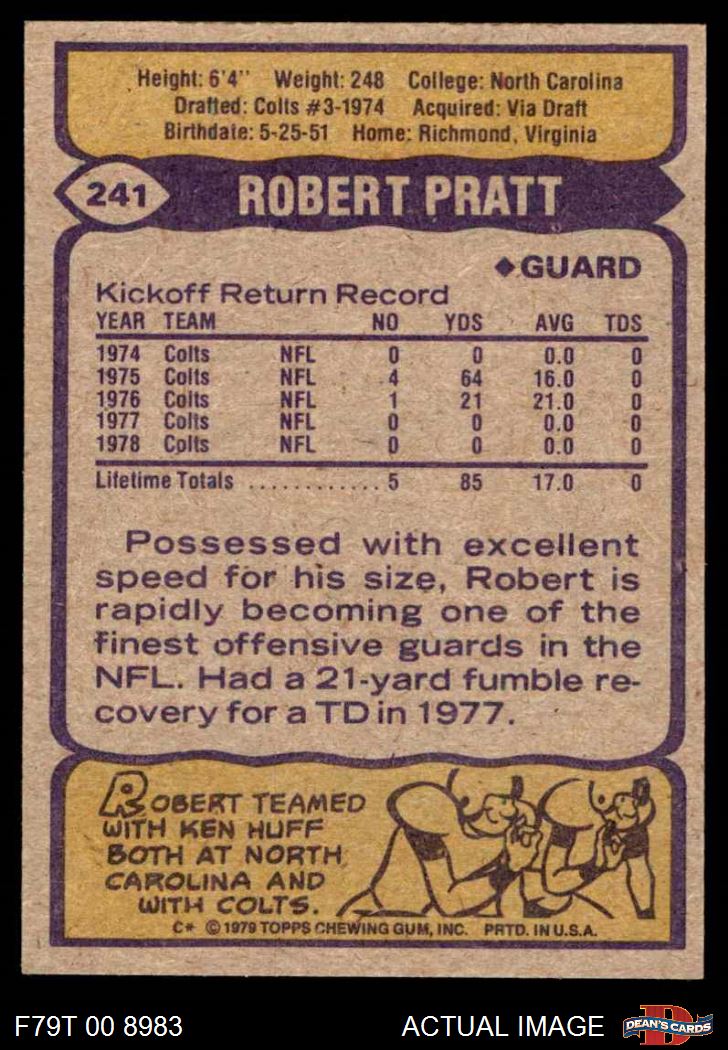 Height: 6'4" Weight: 248 College: North Carolina
Drafted: Colts #3-1974 Acquired: Via Draft
Birthdate: 5-25-51 Home: Richmond, Virginia
241 ROBERT PRATT
◆GUARD
Kickoff Return Record
YEAR TEAM NO YDS AVG TDS
1974 Colts NFL 0 0 0.0 0
1975 Colts NFL 4 64 16.0 0
1976 Colts NFL 1 21 21.0 0
1977 Colts NFL 0 0 0.0 0
1978 Colts NFL 0 0 0.0 0
Lifetime Totals ............ 5 85 17.0 0
Possessed with excellent
speed for his size, Robert is
rapidly becoming one of the
finest offensive guards in the
NFL. Had a 21-yard fumble re-
covery for a TD in 1977.
ROBERT TEAMED
WITH KEN HUFF
BOTH AT NORTH
CAROLINA AND
WITH COLTS.
C* © 1979 TOPPS CHEWING GUM, INC. PRTD. IN U.S.A.
F79T 00 8983 ACTUAL IMAGE D DEAN'S CARDS